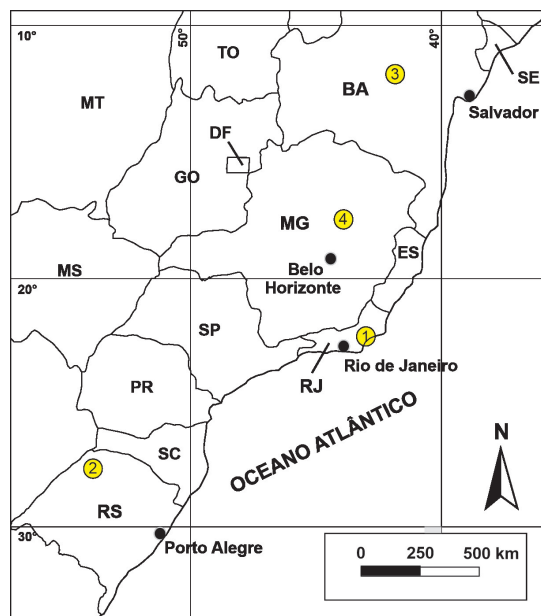 10°
50°
40°
TO
SE
3
BA
MT
Salvador
DF
GO
4
MG
ES
Belo
Horizonte
MS
20°
SP
1
Rio de Janeiro
RJ
PR
OCEANO ATLÂNTICO
SC
N
2
RS
30°
Porto Alegre
0 250 500 km